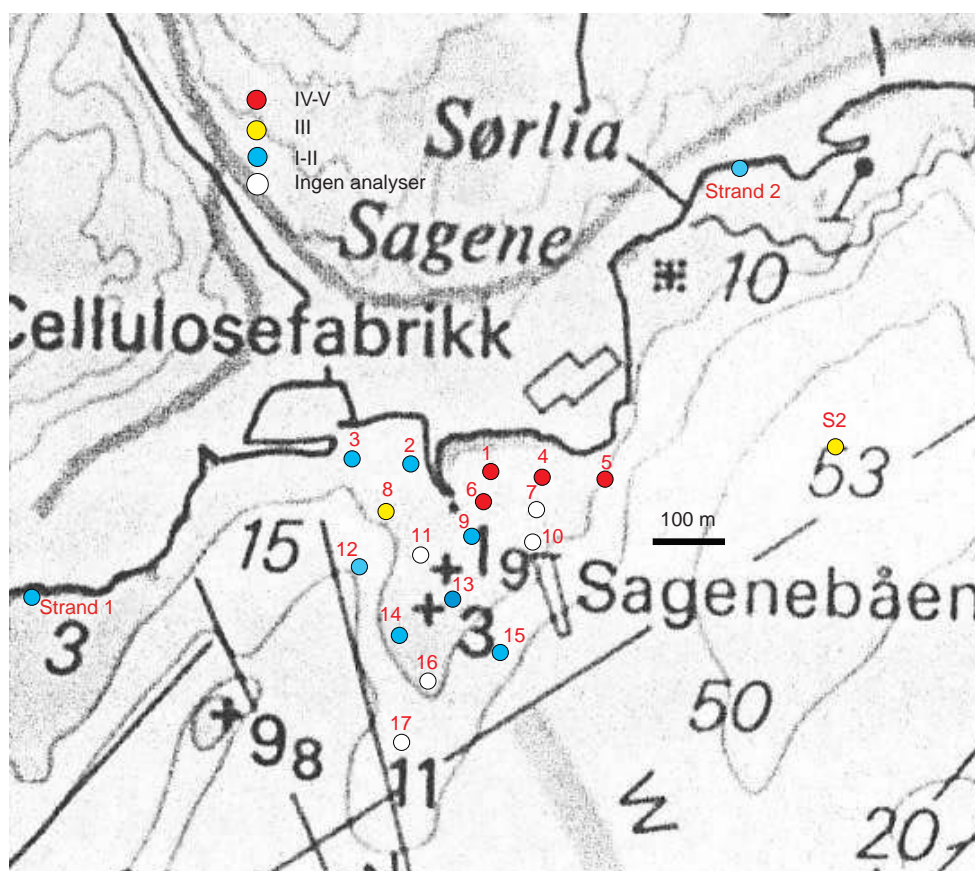 IV-V
III
I-II
Ingen analyser
Sørlia
Strand 2
Sagene
10
Cellulosefabrikk
S2
53
3
2
1
4
5
6
7
8
9
10
100 m
15
11
12
19
Sagenebåen
Strand 1
13
3
3
14
15
16
50
98
17
11
20